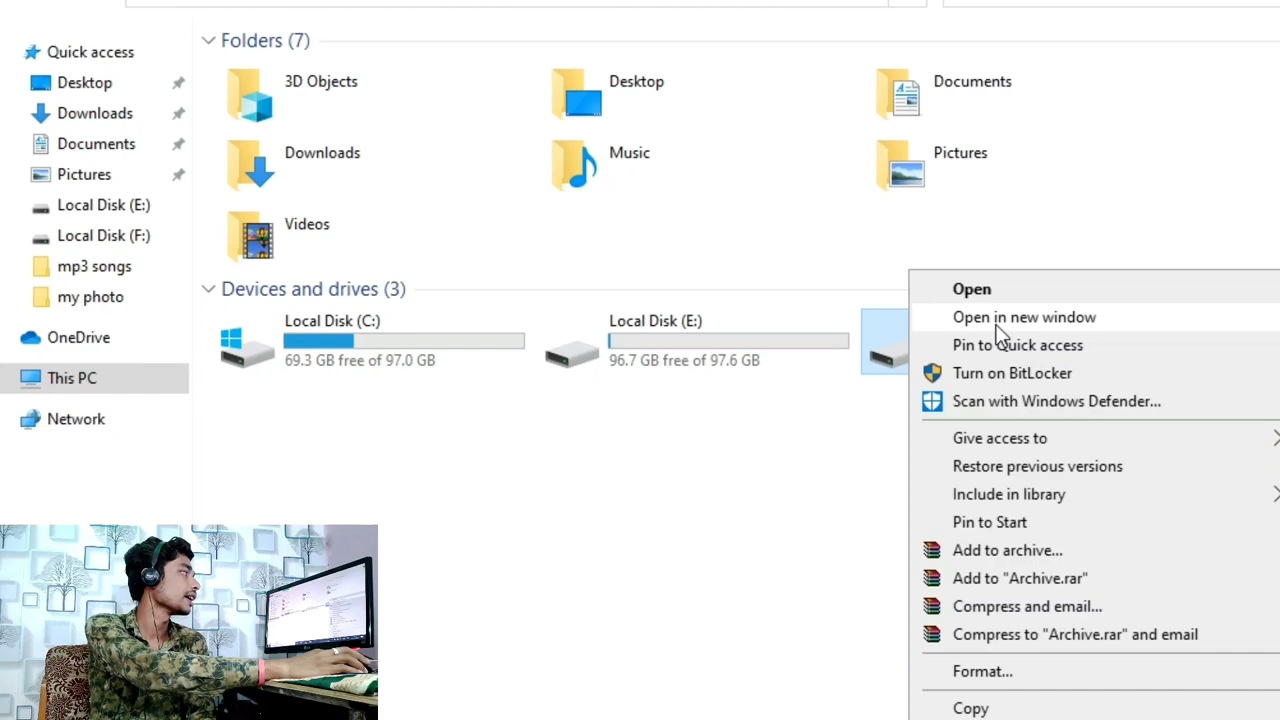 Quick access
Desktop
Downloads
Documents
Pictures
Local Disk (E:)
Local Disk (F:)
mp3 songs
my photo
OneDrive
This PC
Network
Folders (7)
3D Objects
Desktop
Documents
Downloads
Music
Pictures
Videos
Devices and drives (3)
Local Disk (C:)
69.3 GB free of 97.0 GB
Local Disk (E:)
96.7 GB free of 97.6 GB
Open
Open in new window
Pin to Quick access
Turn on BitLocker
Scan with Windows Defender...
Give access to
Restore previous versions
Include in library
Pin to Start
Add to archive...
Add to "Archive.rar"
Compress and email...
Compress to "Archive.rar" and email
Format...
Copy